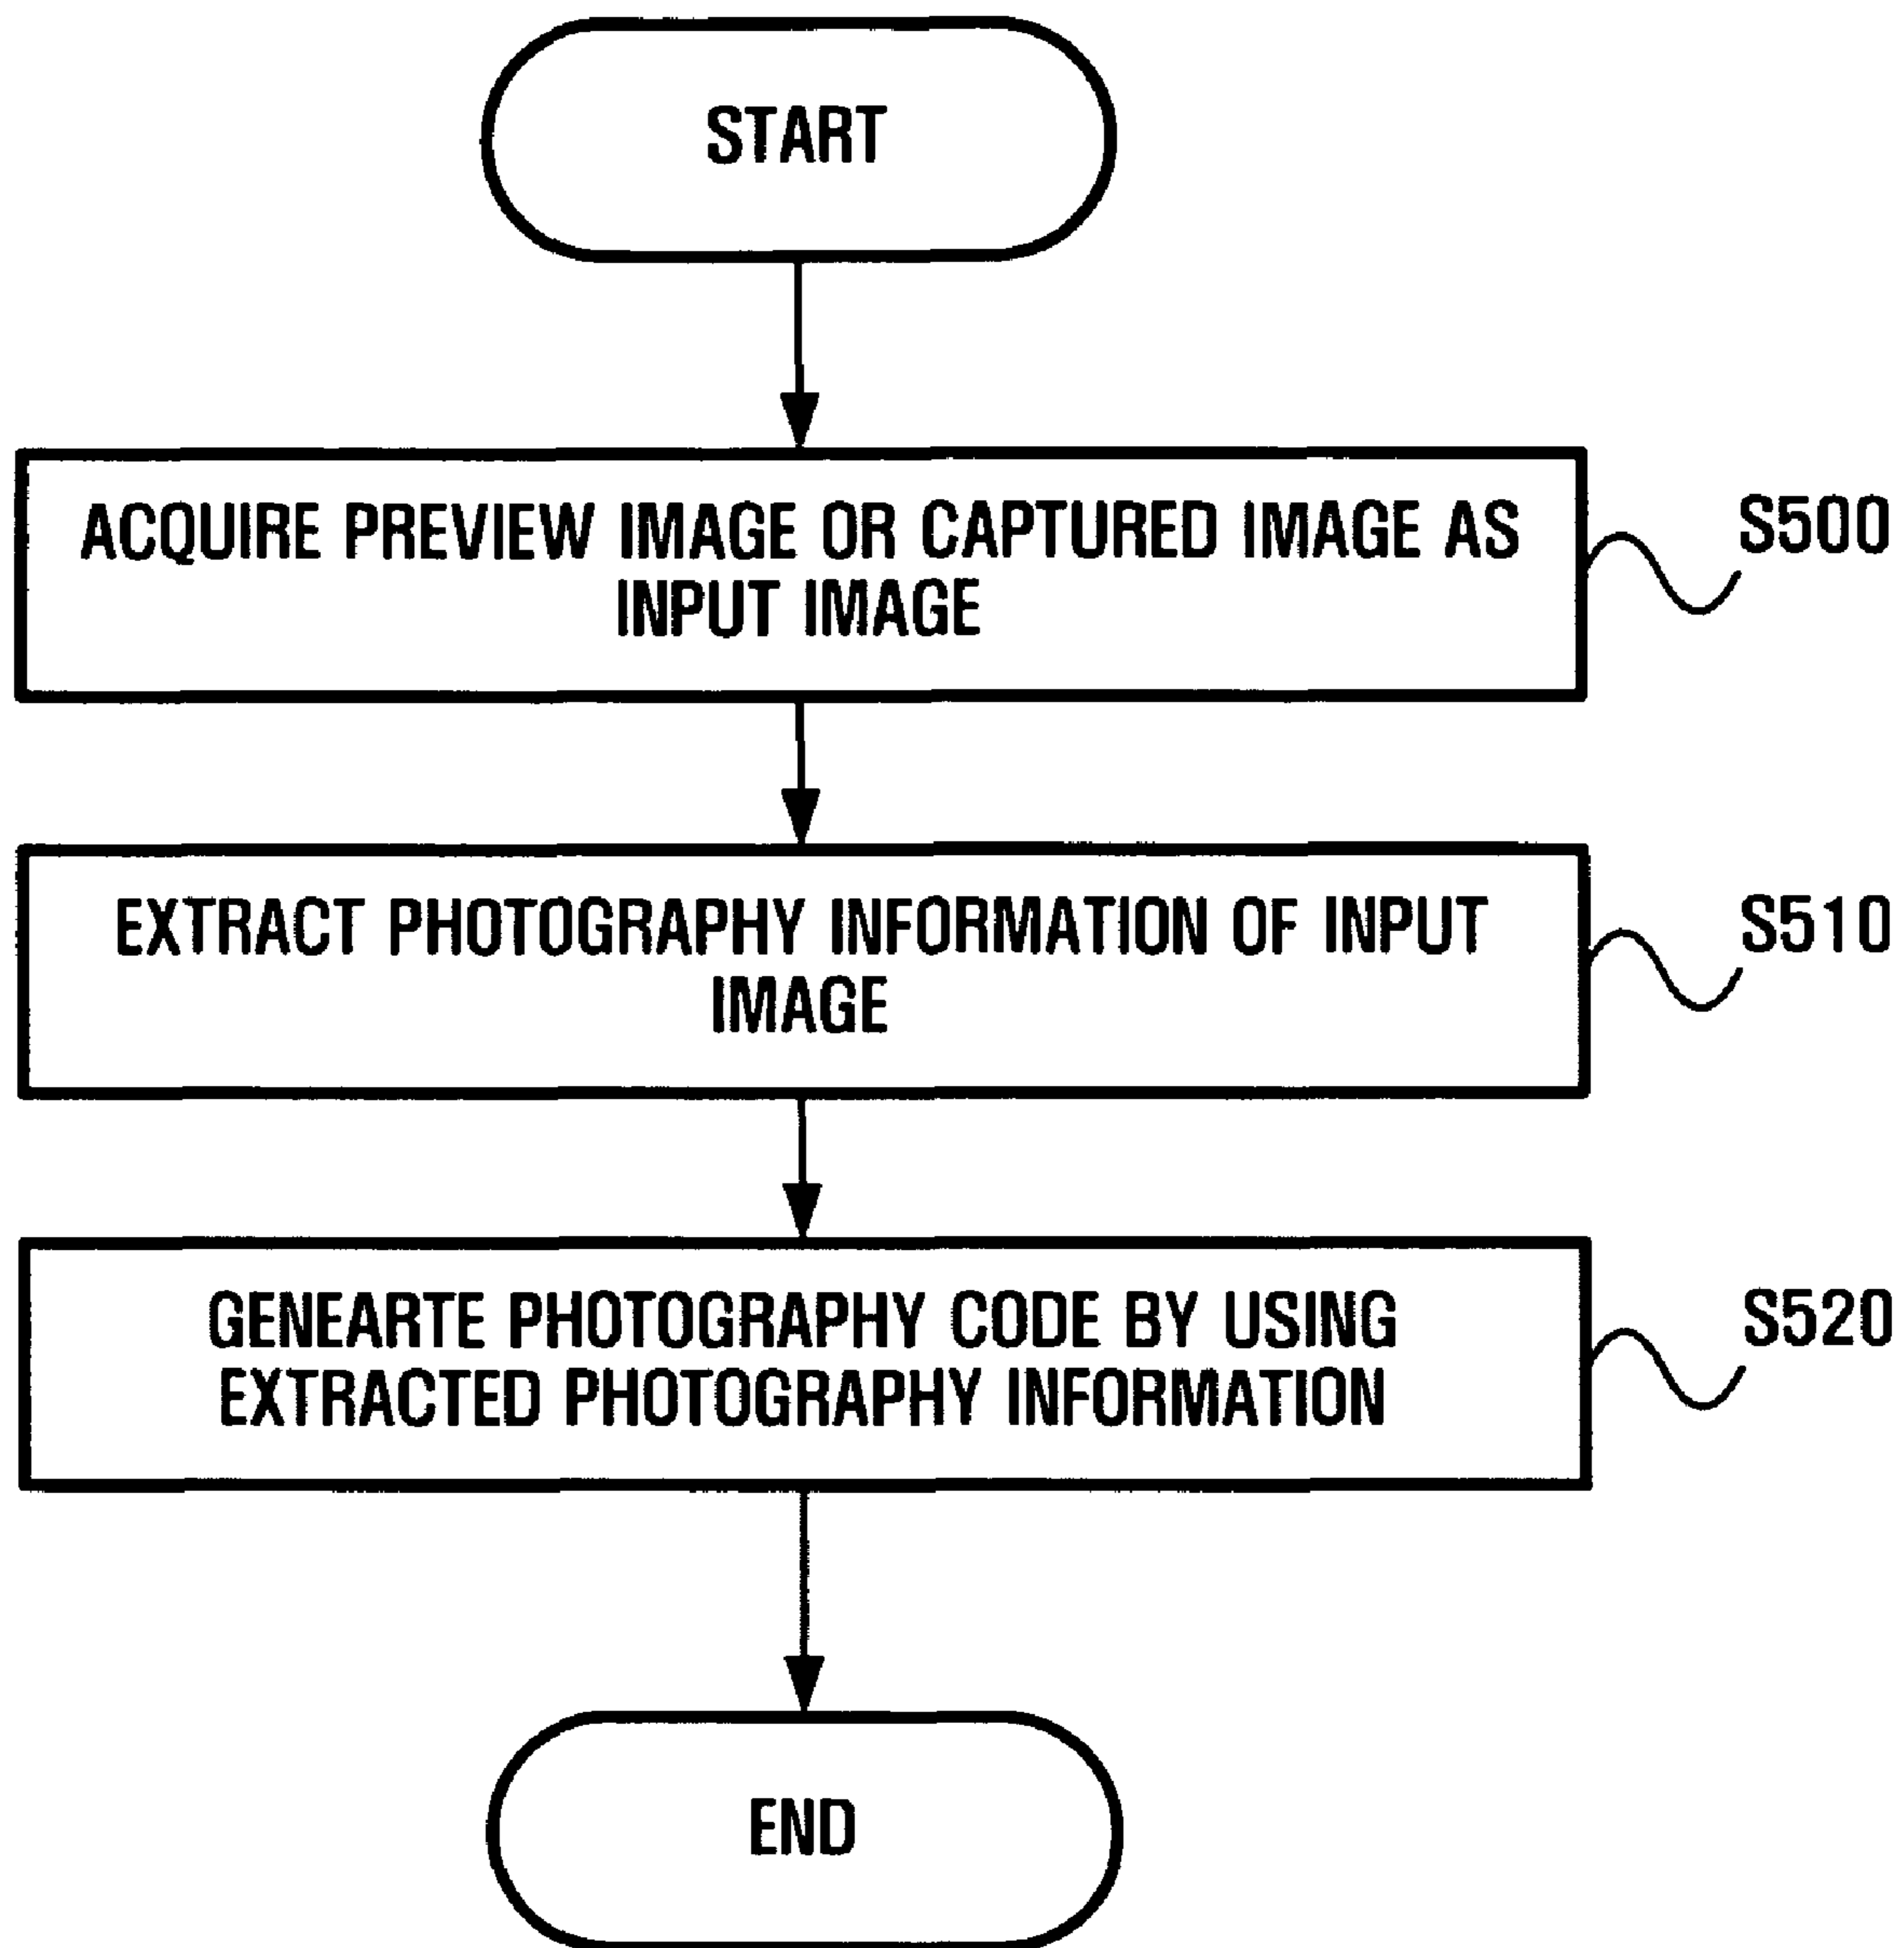 START
ACQUIRE PREVIEW IMAGE OR CAPTURED IMAGE AS
INPUT IMAGE
S500
EXTRACT PHOTOGRAPHY INFORMATION OF INPUT
IMAGE
S510
GENEARTE PHOTOGRAPHY CODE BY USING
EXTRACTED PHOTOGRAPHY INFORMATION
S520
END